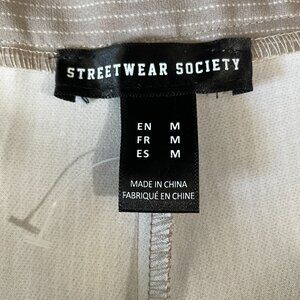 STREETWEAR SOCIETY
EN M
FR M
ES M
MADE IN CHINA
FABRIQUÉ EN CHINE